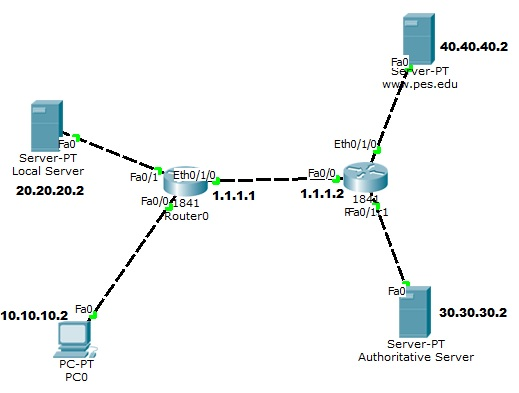 40.40.40.2
Fa0
Server-PT
www.pes.edu
Fa0
Server-PT
Local Server
20.20.20.2
Eth0/1/0
Fa0/1
Eth0/1/0
1.1.1.1
Fa0/0
1.1.1.2
Fa0/0
1841
Router0
1841
Fa0/1
10.10.10.2
Fa0
PC-PT
PC0
Fa0
30.30.30.2
Server-PT
Authoritative Server